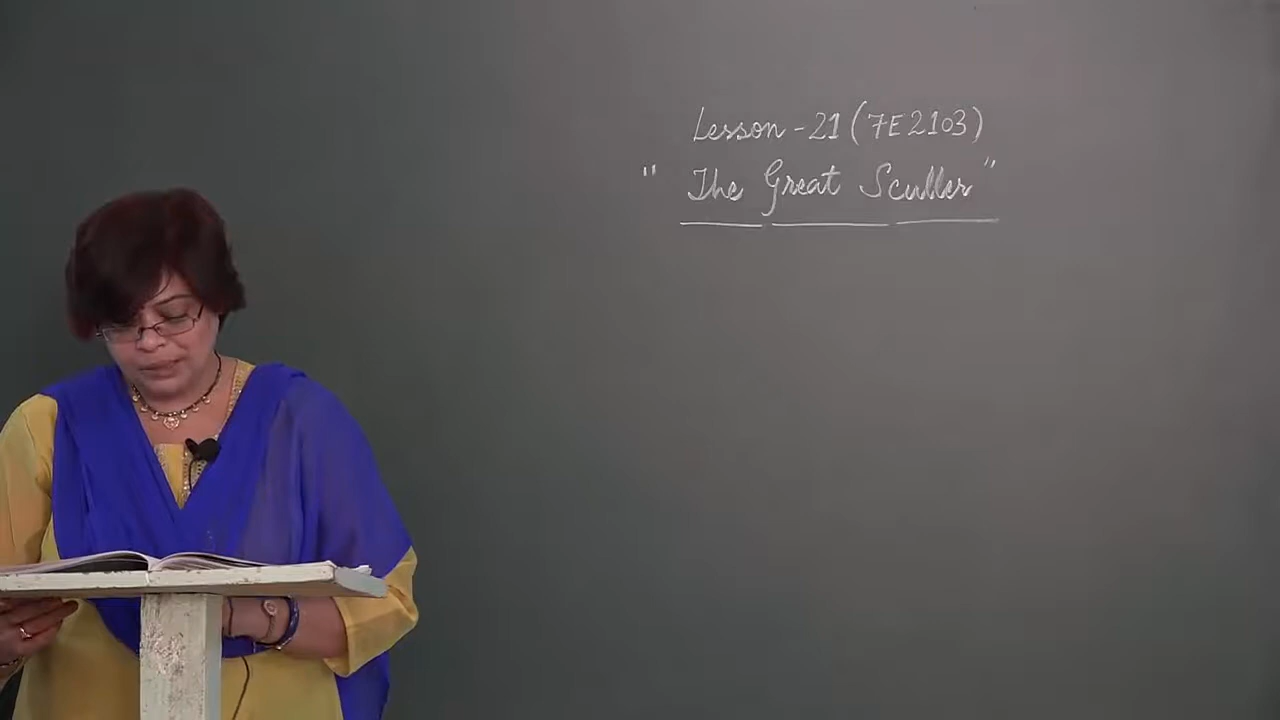 Lesson - 21 (7E2103)
" The Great Sculler "